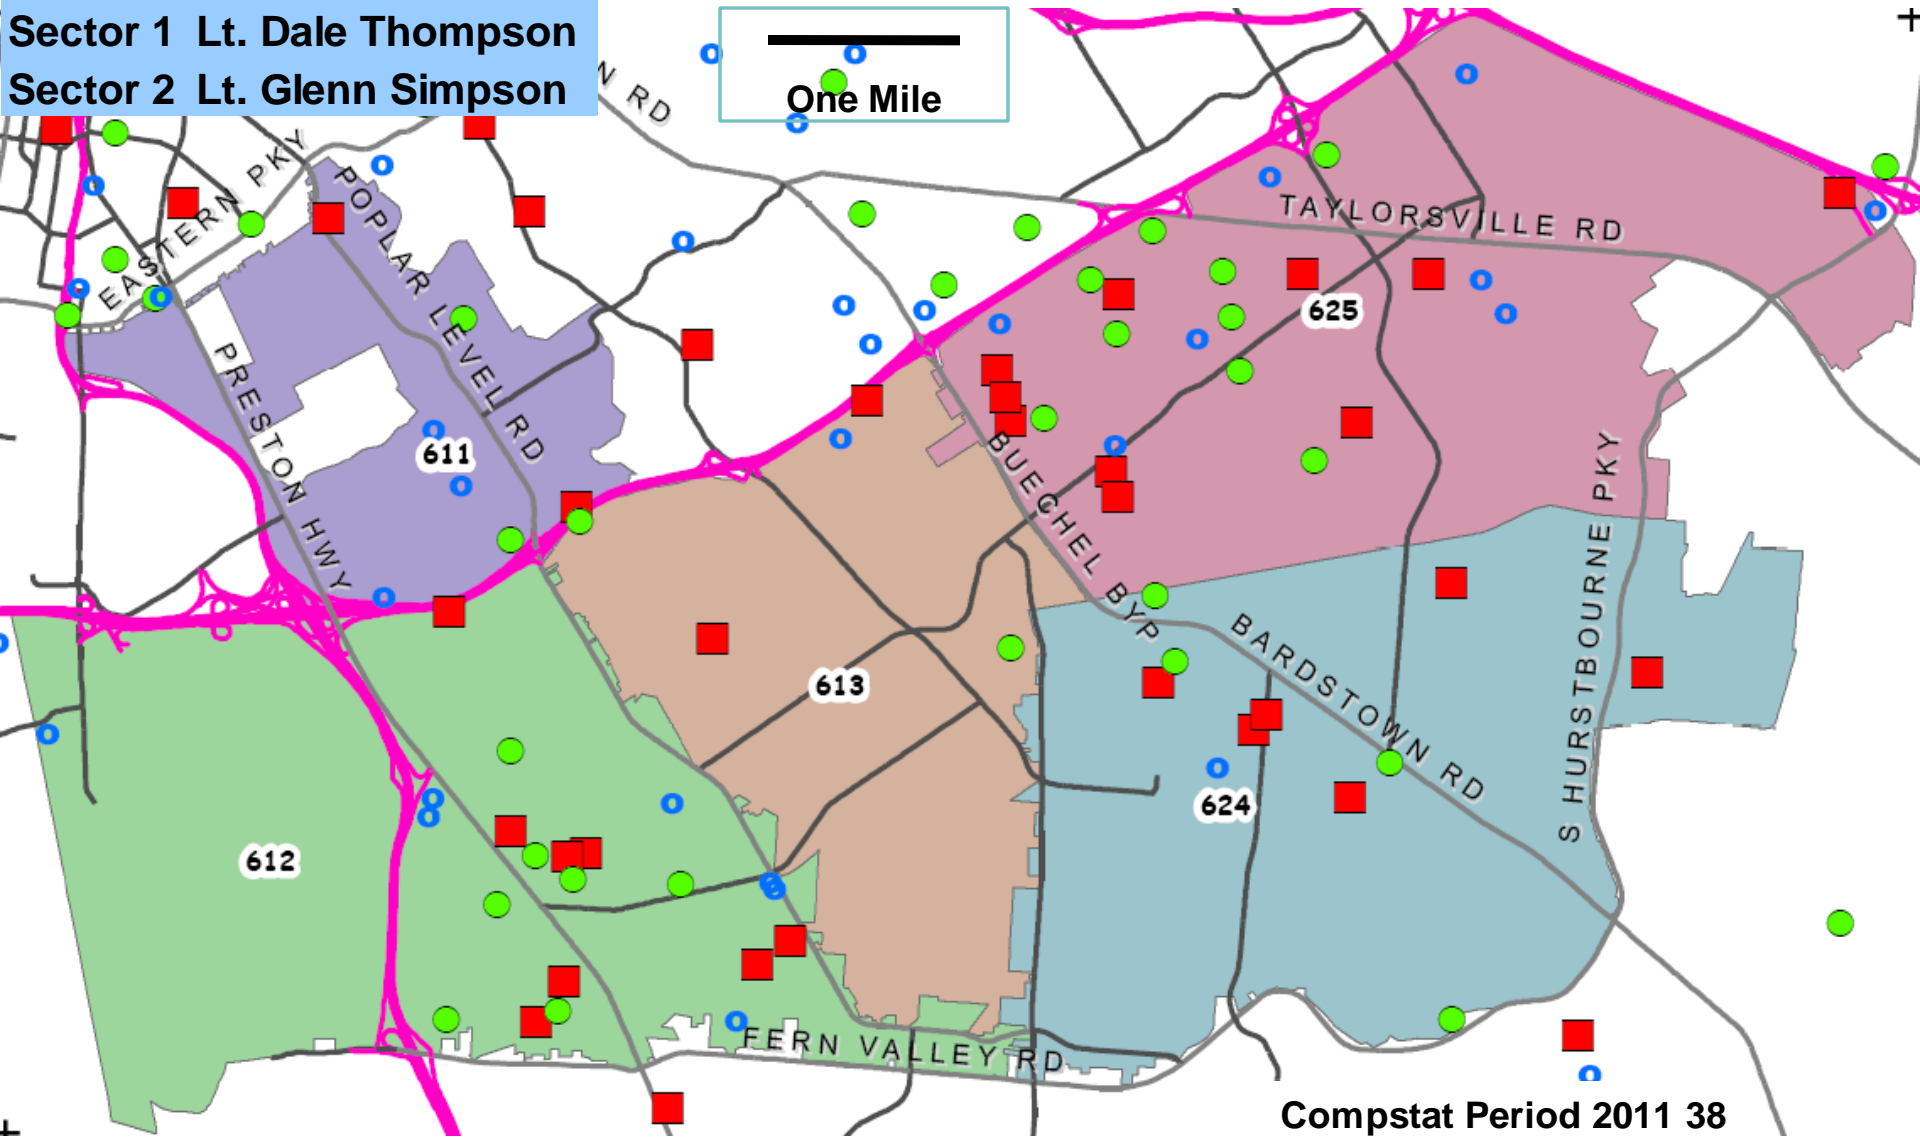 Sector 1 Lt. Dale Thompson
Sector 2 Lt. Glenn Simpson
One Mile
N RD
EASTERN PKY
POPLAR LEVEL RD
TAYLORSVILLE RD
625
PRESTON HWY
611
BUECHEL BYP
S HURSTBOURNE PKY
BARDSTOWN RD
613
624
612
FERN VALLEY RD
Compstat Period 2011 38